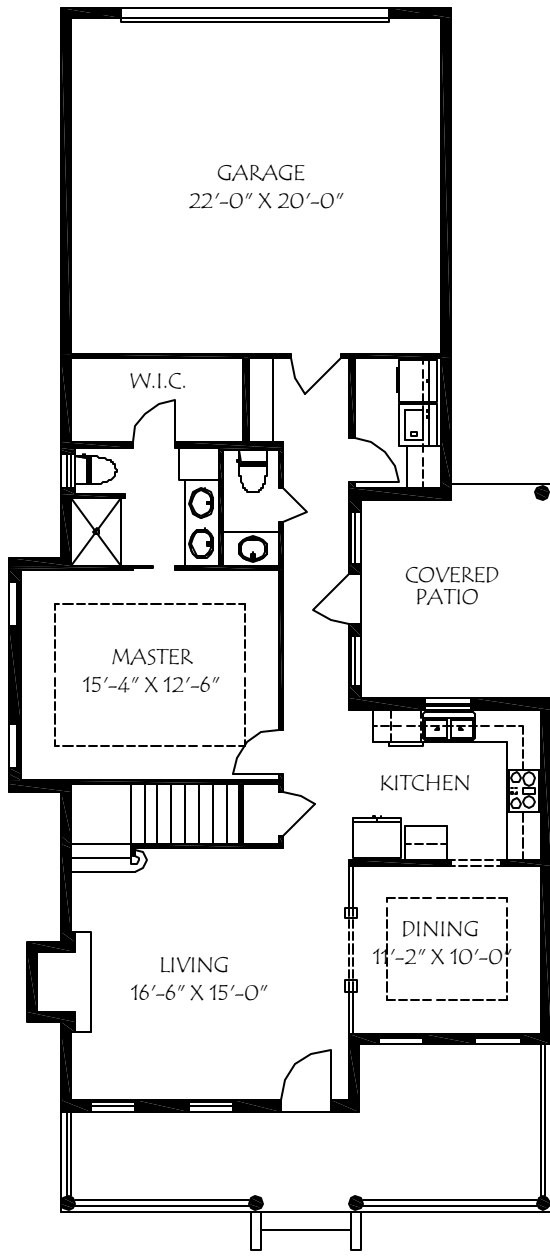 GARAGE
22'-0" X 20'-0"
W.I.C.
COVERED
PATIO
MASTER
15'-4" X 12'-6"
KITCHEN
DINING
11'-2" X 10'-0"
LIVING
16'-6" X 15'-0"